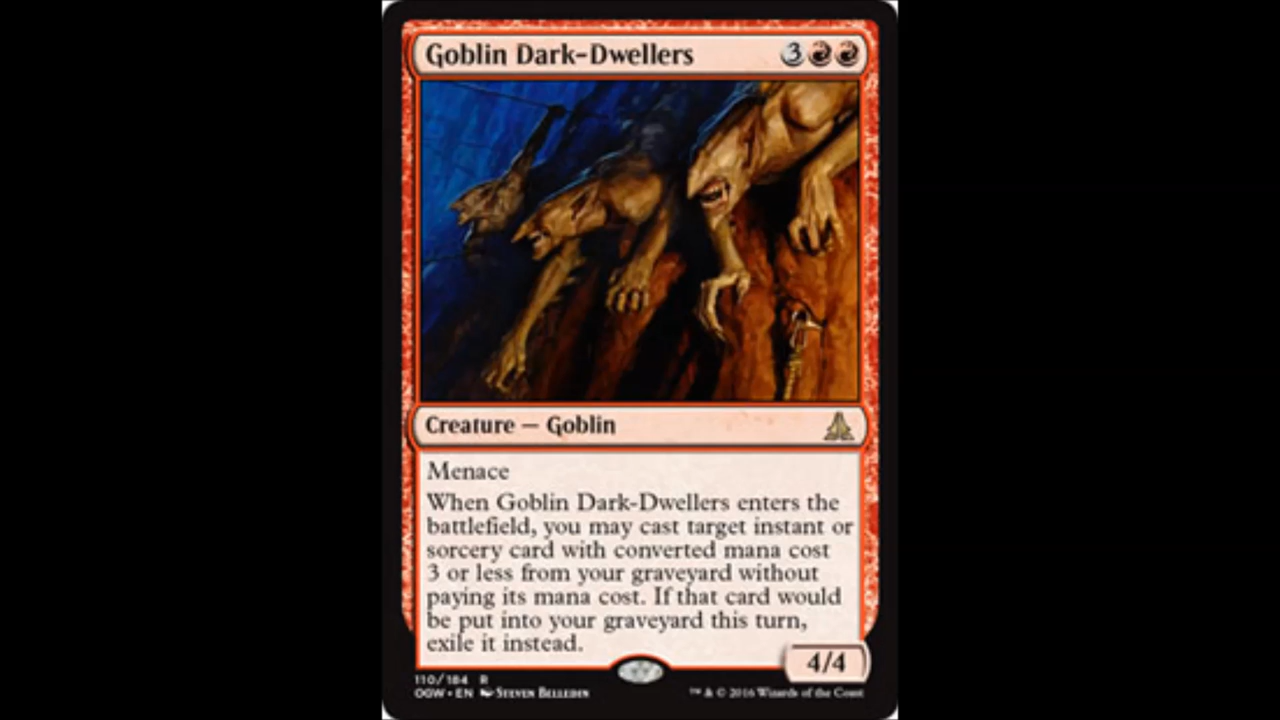 Goblin Dark-Dwellers 3
Creature — Goblin
Menace
When Goblin Dark-Dwellers enters the
battlefield, you may cast target instant or
sorcery card with converted mana cost
3 or less from your graveyard without
paying its mana cost. If that card would
be put into your graveyard this turn,
exile it instead.
4/4
110/184 R
OGW • EN Steven Belledin
™ & © 2016 Wizards of the Coast